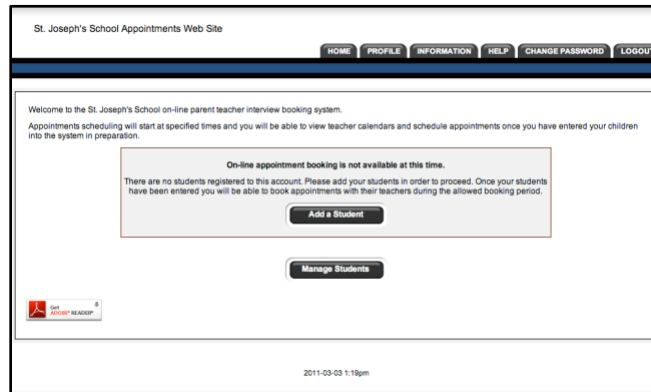 St. Joseph's School Appointments Web Site
HOME PROFILE INFORMATION HELP CHANGE PASSWORD LOGOUT
Welcome to the St. Joseph's School on-line parent teacher interview booking system.
Appointments scheduling will start at specified times and you will be able to view teacher calendars and schedule appointments once you have entered your children
into the system in preparation.
On-line appointment booking is not available at this time.
There are no students registered to this account. Please add your students in order to proceed. Once your students
have been entered you will be able to book appointments with their teachers during the allowed booking period.
Add a Student
Manage Students
Get
ADOBE® READER®
2011-03-03 1:19pm